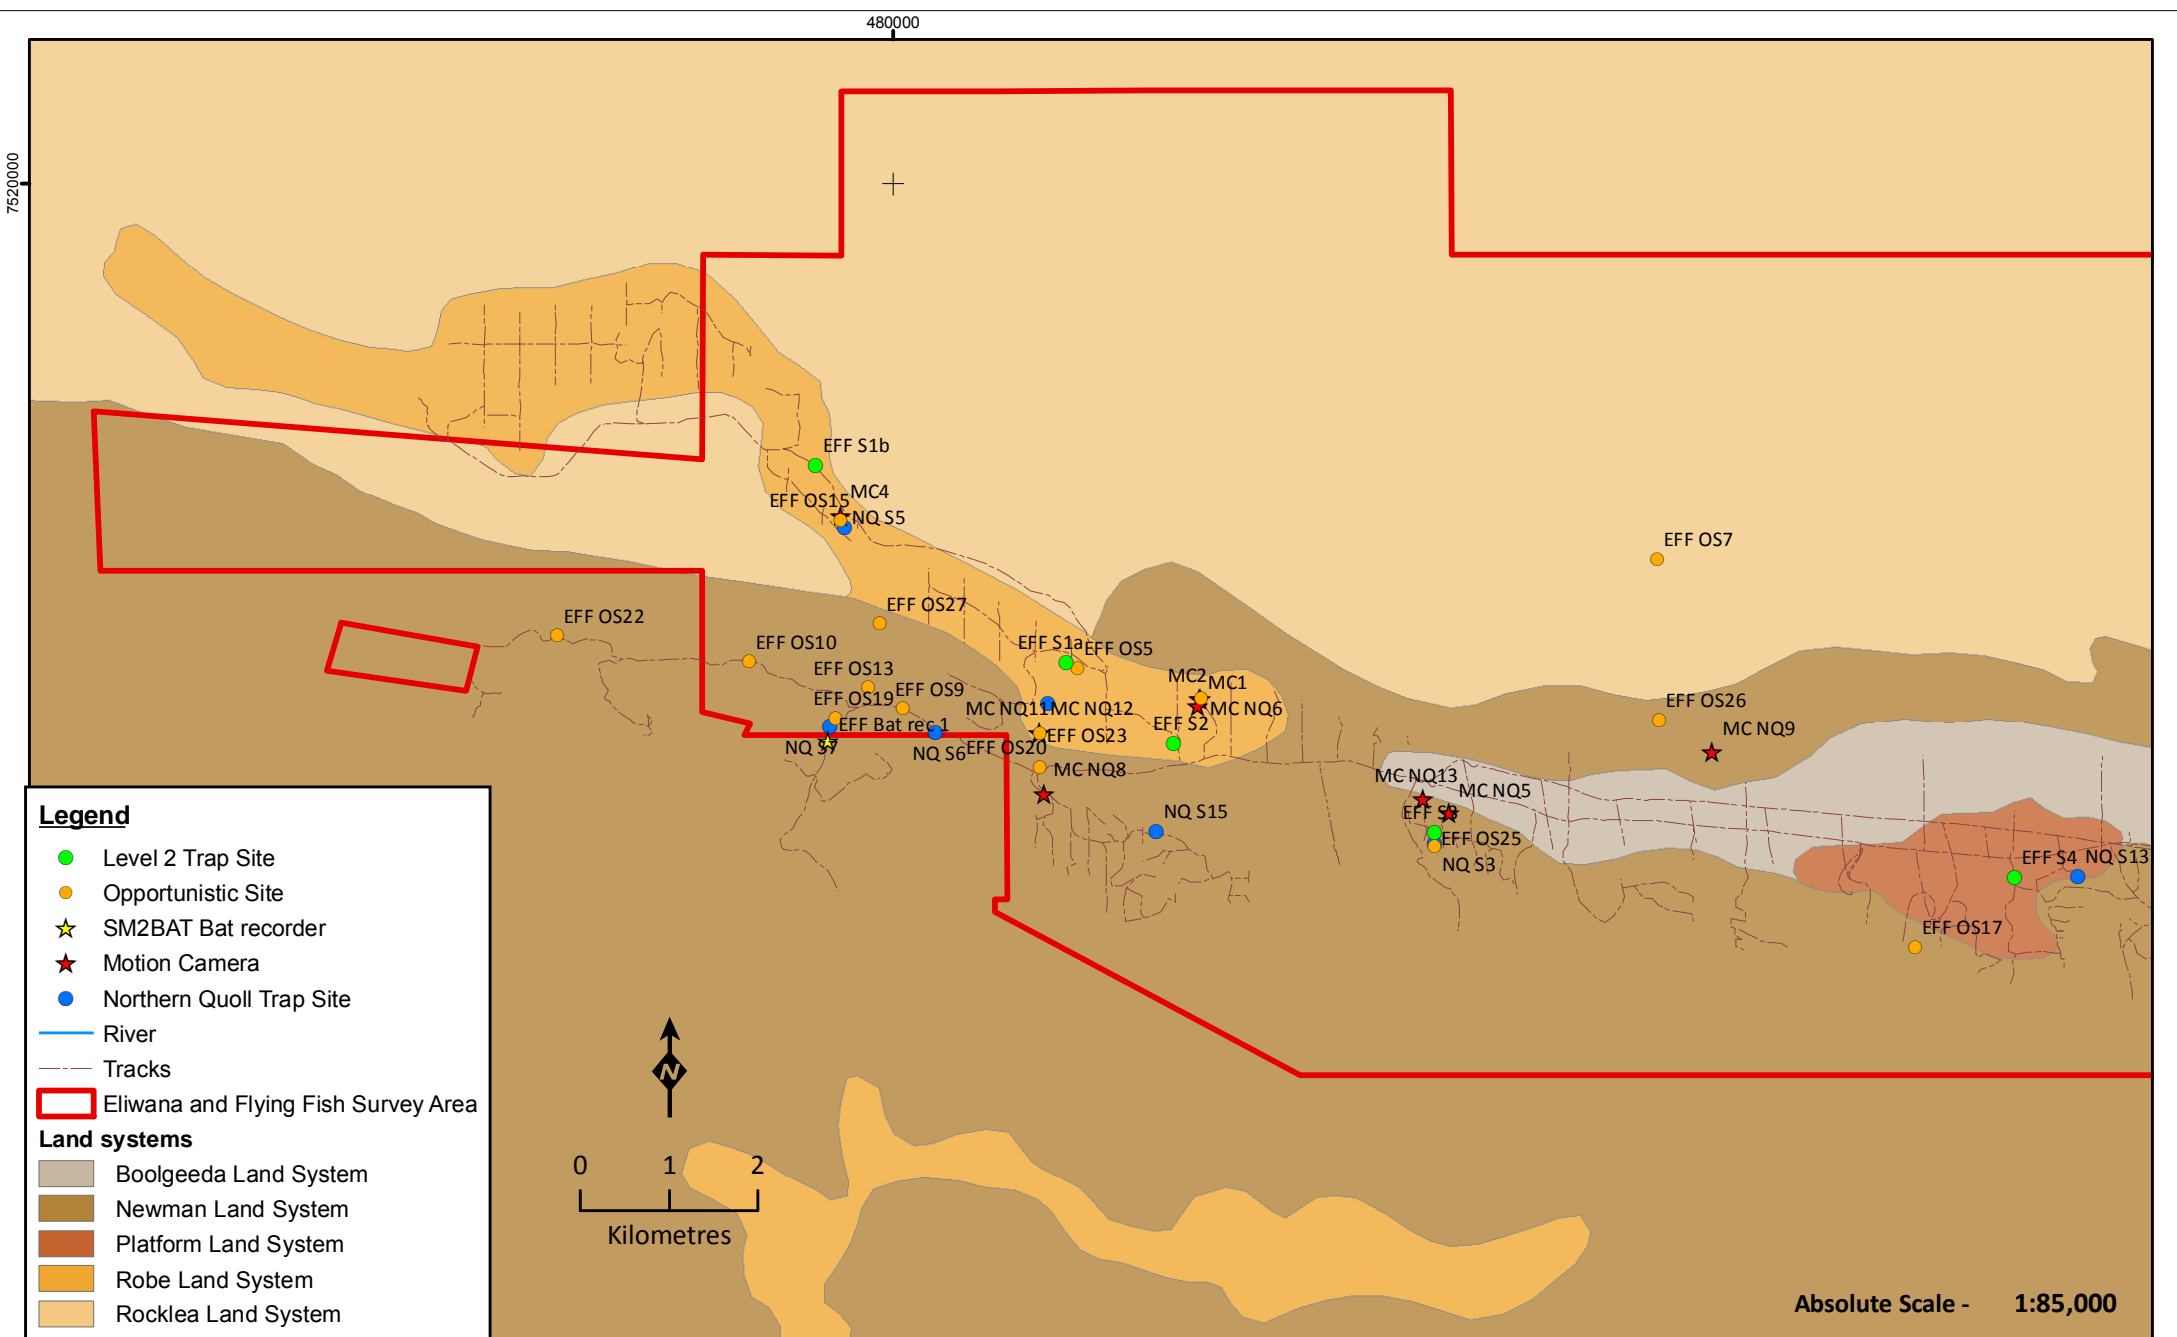 480000
7520000
EFF S1b
MC4
EFF OS15
NQ S5
EFF OS7
EFF OS27
EFF OS22
EFF S1a
EFF OS5
EFF OS10
EFF OS13
MC2
MC1
EFF OS9
EFF OS19
MC NQ11
MC NQ12
MC NQ6
EFF OS26
EFF Bat rec 1
EFF S2
MC NQ9
EFF OS23
NQ S7
NQ S6
EFF OS20
MC NQ8
MC NQ13
MC NQ5
NQ S15
EFF S3
EFF OS25
NQ S3
EFF S4
NQ S13
EFF OS17
Legend
Level 2 Trap Site
Opportunistic Site
SM2BAT Bat recorder
Motion Camera
Northern Quoll Trap Site
River
Tracks
Eliwana and Flying Fish Survey Area
Land systems
Boolgeeda Land System
Newman Land System
Platform Land System
Robe Land System
Rocklea Land System
N
0 1 2
Kilometres
Absolute Scale - 1:85,000